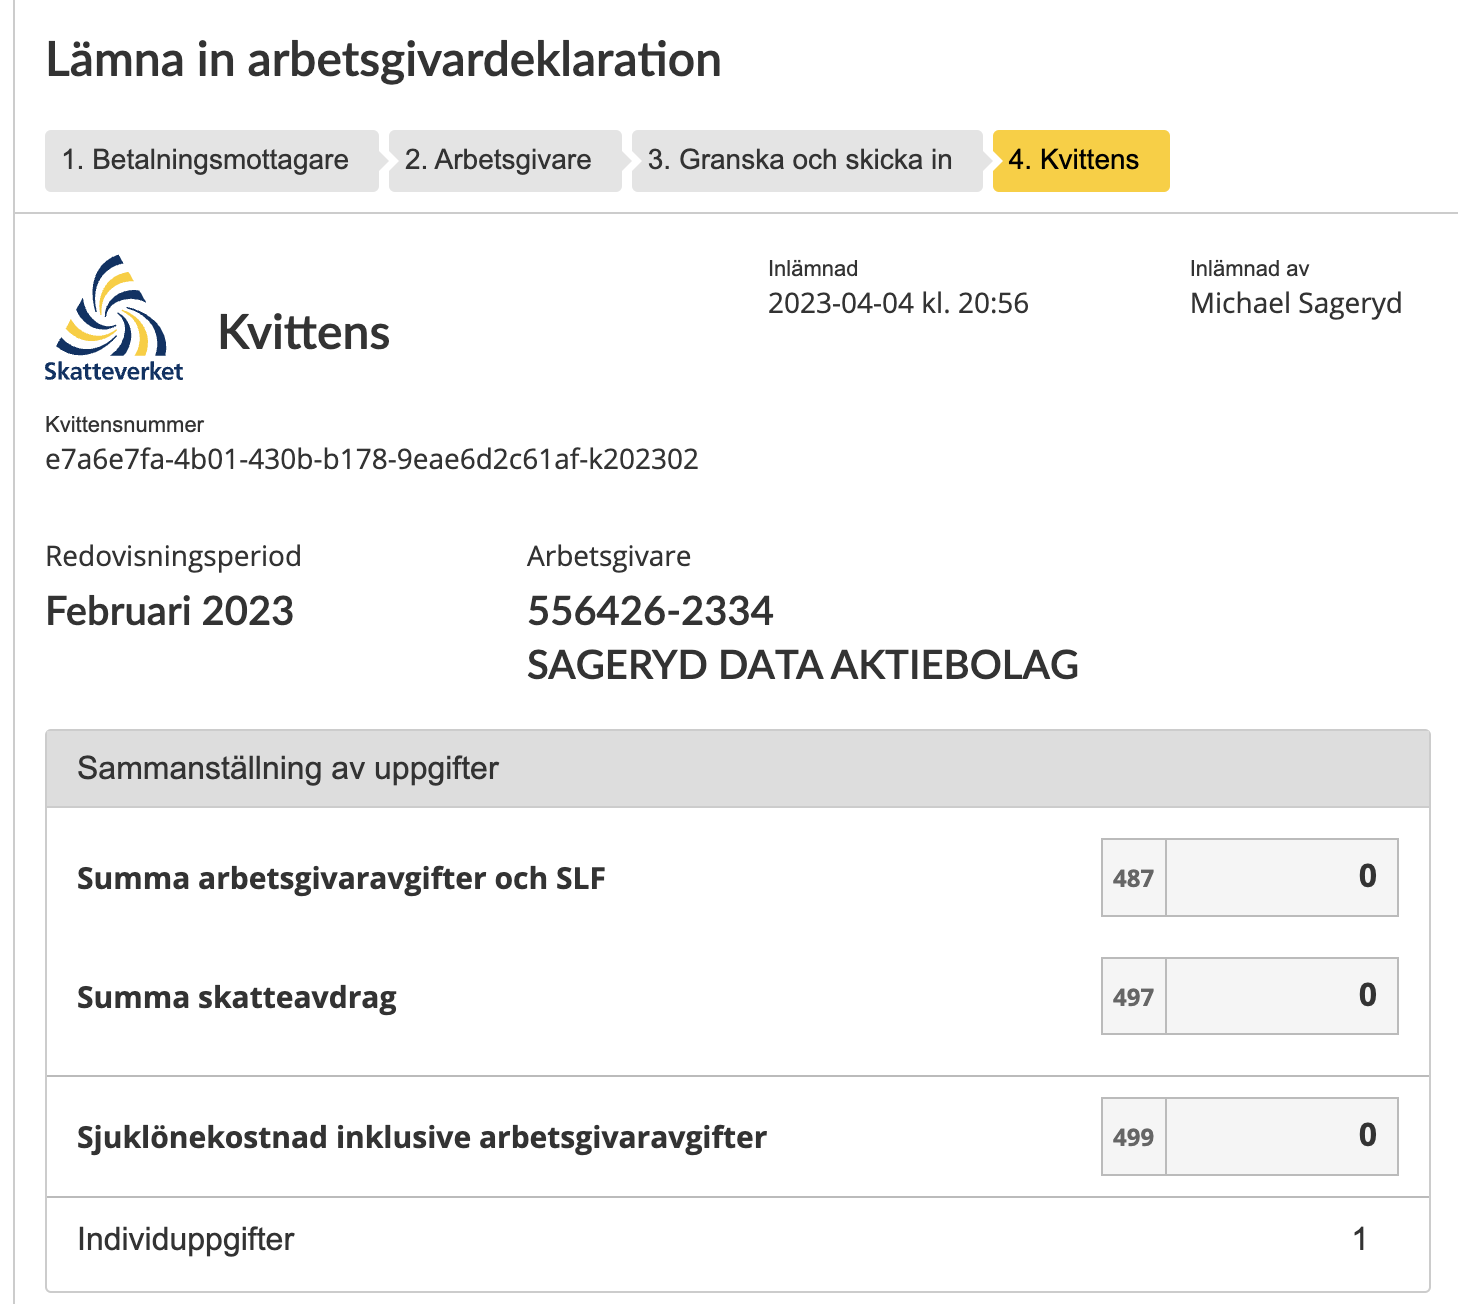 Lämna in arbetsgivardeklaration
1. Betalningsmottagare
2. Arbetsgivare
3. Granska och skicka in
4. Kvittens
Skatteverket
Kvittens
Inlämnad
2023-04-04 kl. 20:56
Inlämnad av
Michael Sageryd
Kvittensnummer
e7a6e7fa-4b01-430b-b178-9eae6d2c61af-k202302
Redovisningsperiod
Februari 2023
Arbetsgivare
556426-2334
SAGERYD DATA AKTIEBOLAG
Sammanställning av uppgifter
Summa arbetsgivaravgifter och SLF 487 0
Summa skatteavdrag 497 0
Sjuklönekostnad inklusive arbetsgivaravgifter 499 0
Individuppgifter 1